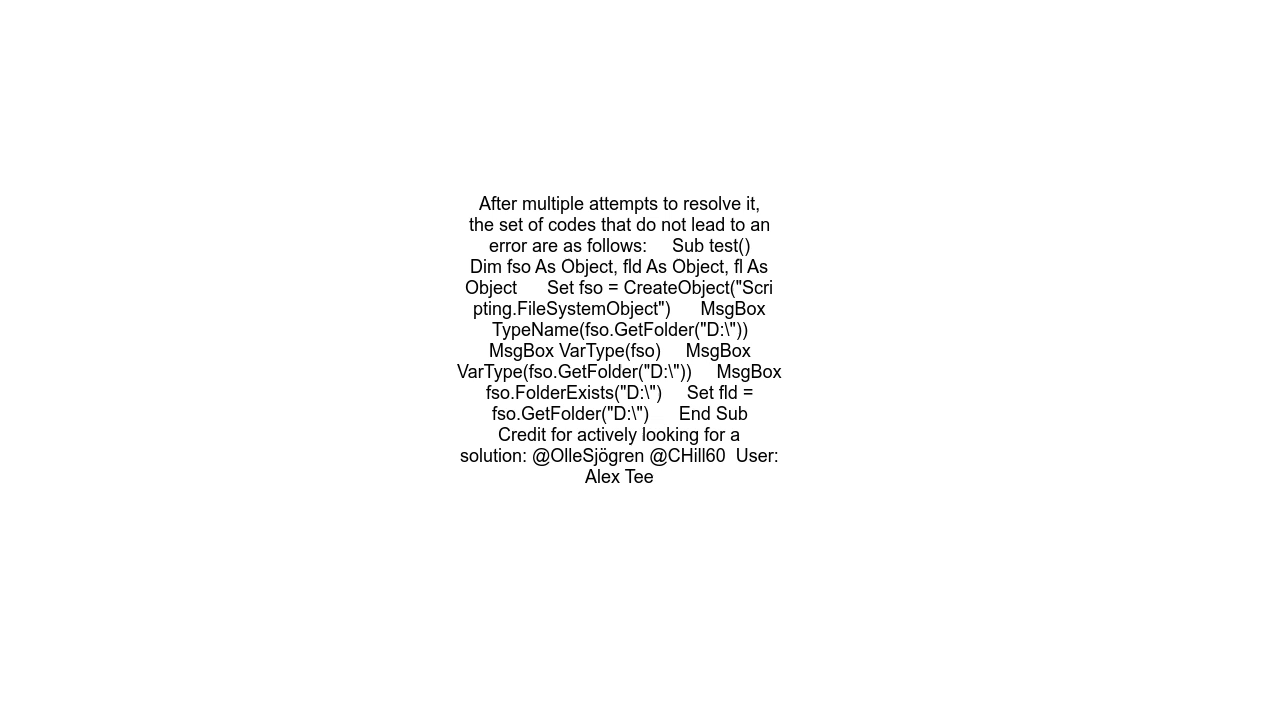 After multiple attempts to resolve it,
the set of codes that do not lead to an
error are as follows:     Sub test()
Dim fso As Object, fld As Object, fl As
Object      Set fso = CreateObject("Scri
pting.FileSystemObject")      MsgBox
TypeName(fso.GetFolder("D:\"))
MsgBox VarType(fso)     MsgBox
VarType(fso.GetFolder("D:\"))     MsgBox
fso.FolderExists("D:\")     Set fld =
fso.GetFolder("D:\")      End Sub
Credit for actively looking for a
solution: @OlleSjögren @CHill60  User:
Alex Tee